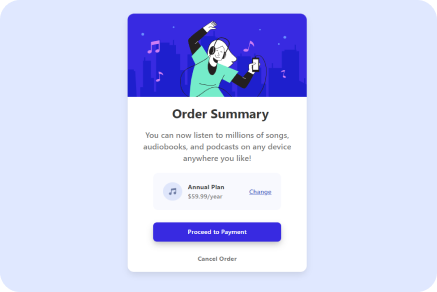 Order Summary
You can now listen to millions of songs,
audiobooks, and podcasts on any device
anywhere you like!
Annual Plan
$59.99/year
Change
Proceed to Payment
Cancel Order